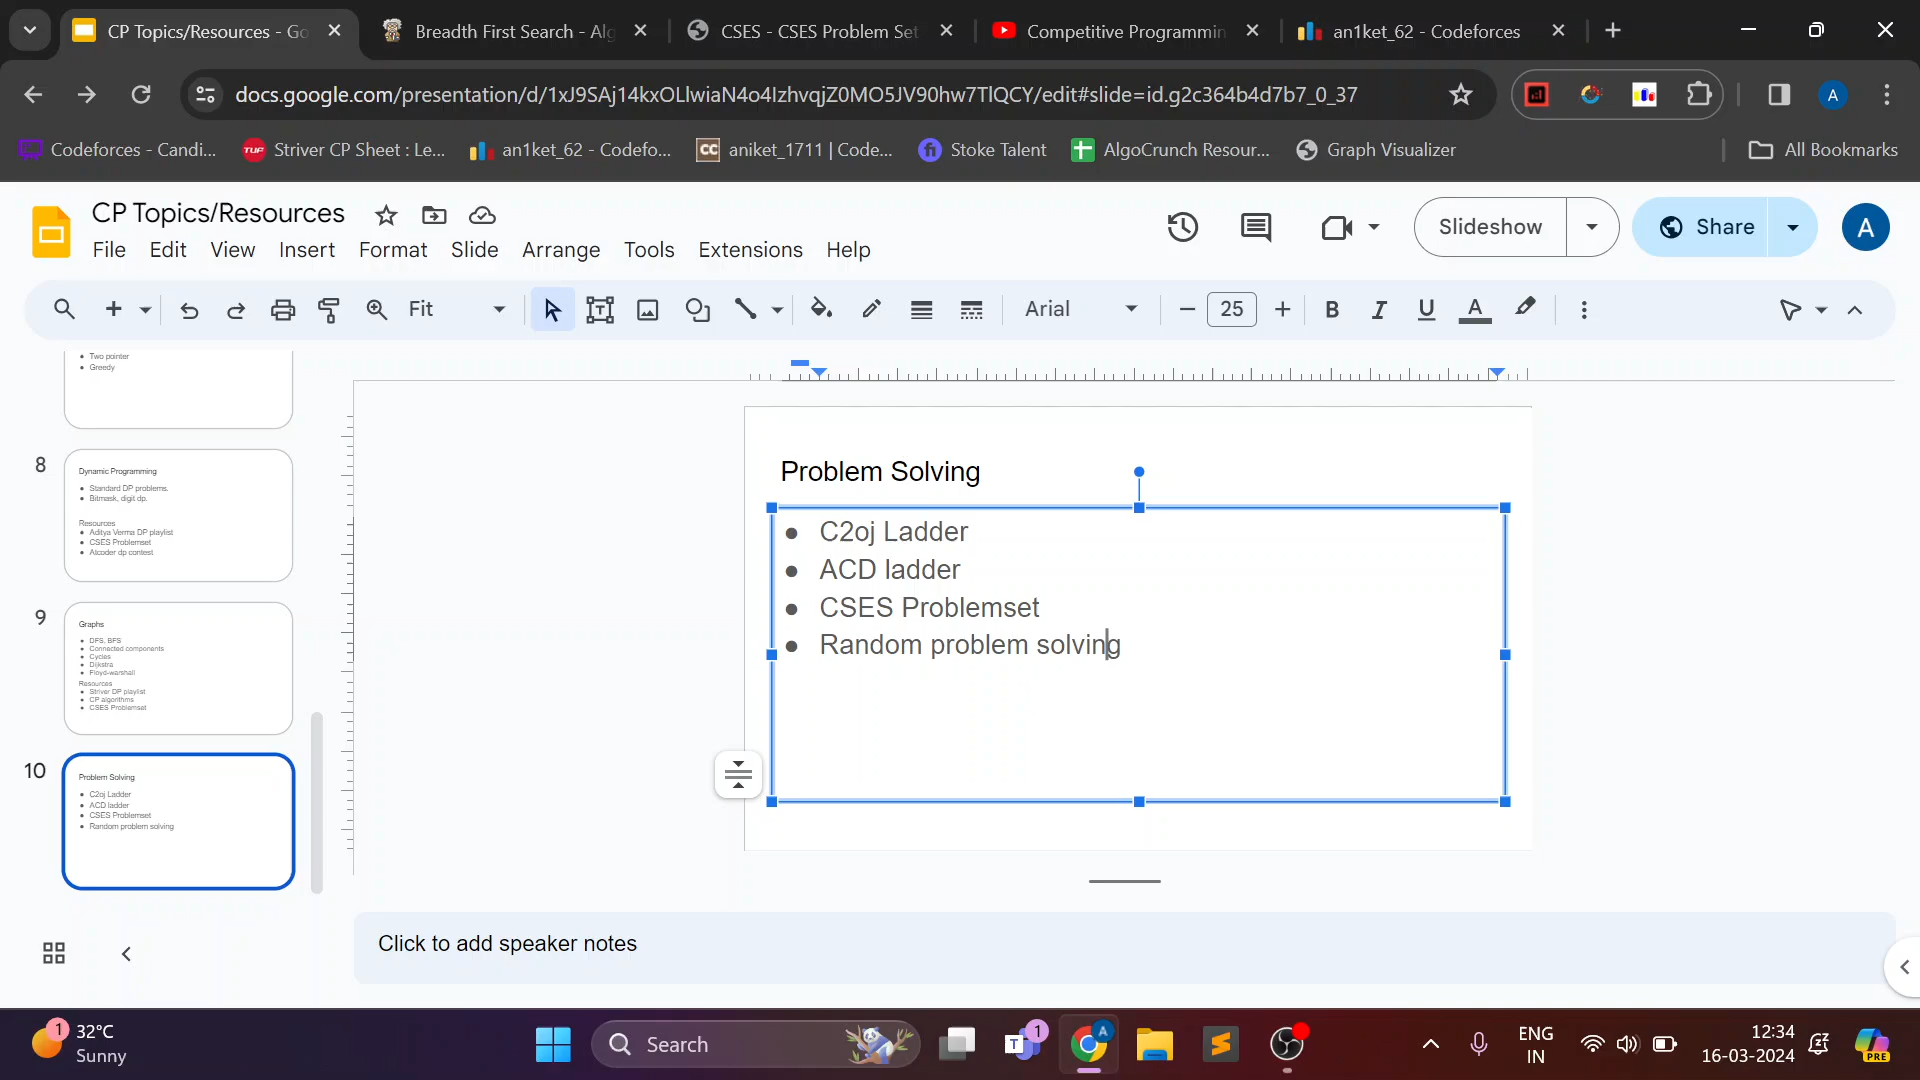 CP Topics/Resources - Go
Breadth First Search - Alg
CSES - CSES Problem Set
Competitive Programmin
an1ket_62 - Codeforces
docs.google.com/presentation/d/1xJ9SAj14kxOLlwiaN4o4IzhvqjZ0MO5JV90hw7TlQCY/edit#slide=id.g2c364b4d7b7_0_37
A
Codeforces - Candi...
TUF
Striver CP Sheet : Le...
an1ket_62 - Codefo...
CC
aniket_1711 | Code...
fi
Stoke Talent
AlgoCrunch Resour...
Graph Visualizer
All Bookmarks
CP Topics/Resources
File Edit View Insert Format Slide Arrange Tools Extensions Help
Slideshow
Share
A
Fit
Arial
25
B I U A
Two pointer
Greedy
8
Dynamic Programming
Standard DP problems.
Bitmask, digit dp.
Resources
Aditya Verma DP playlist
CSES Problemset
Atcoder dp contest
9
Graphs
DFS, BFS
Connected components
Cycles
Dijkstra
Floyd-warshall
Resources
Striver DP playlist
CP algorithms
CSES Problemset
10
Problem Solving
C2oj Ladder
ACD ladder
CSES Problemset
Random problem solving
Problem Solving
● C2oj Ladder
● ACD ladder
● CSES Problemset
● Random problem solving
Click to add speaker notes
1
32°C
Sunny
Search
T
1
A
ENG
IN
12:34
16-03-2024
PRE